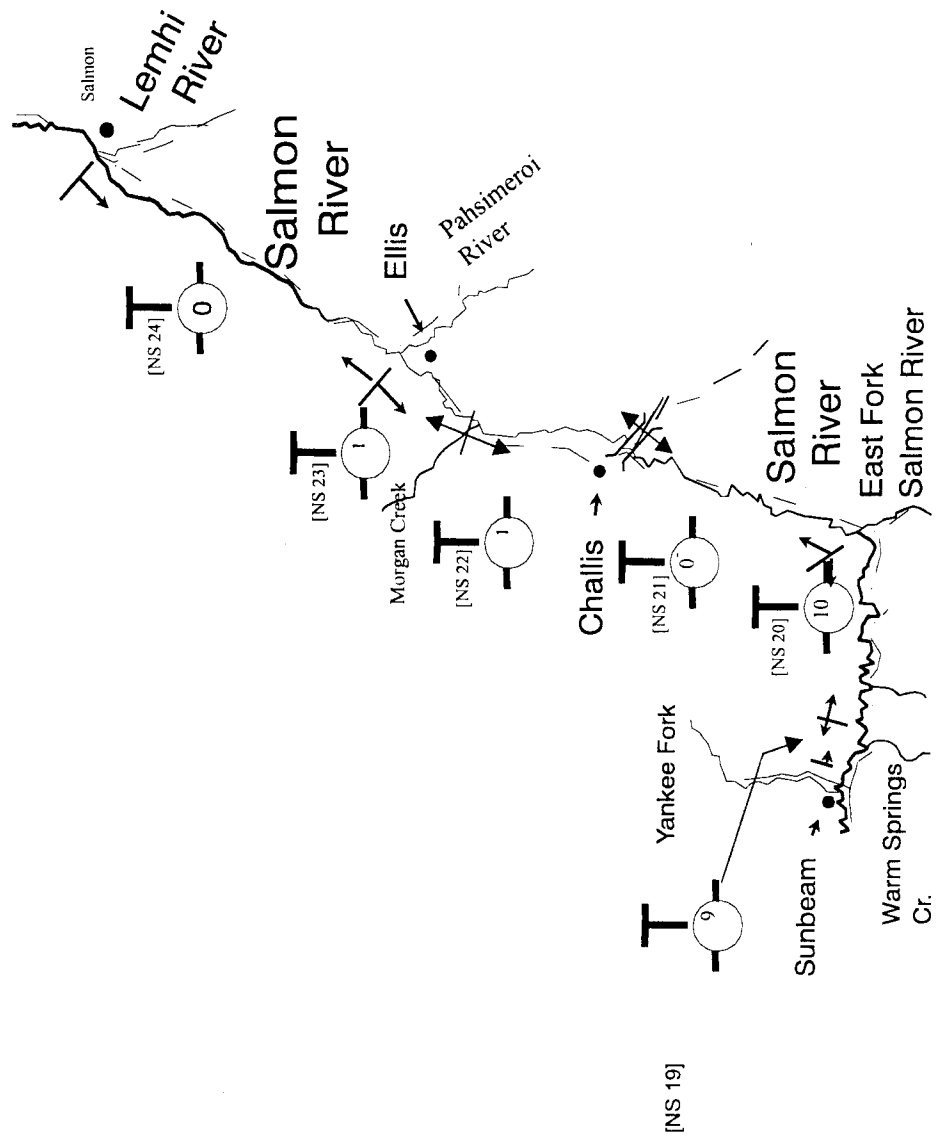 Salmon
Lemhi
River
Salmon
River
[NS 24]
0
Ellis
Pahsimeroi
River
[NS 23]
1
Morgan Creek
[NS 22]
1
Challis
[NS 21]
0
Salmon
River
East Fork
Salmon River
[NS 20]
10
Yankee Fork
9
Sunbeam
Warm Springs
Cr.
[NS 19]